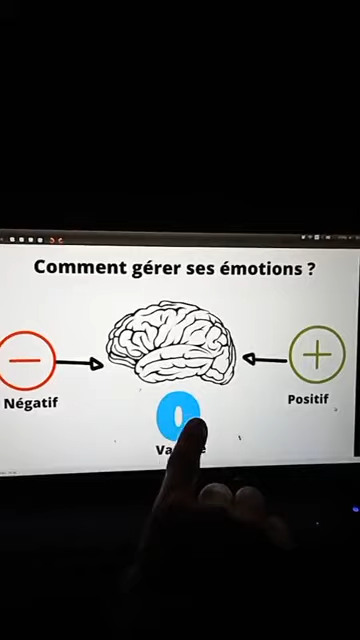 Comment gérer ses émotions ?
Négatif
Positif
0